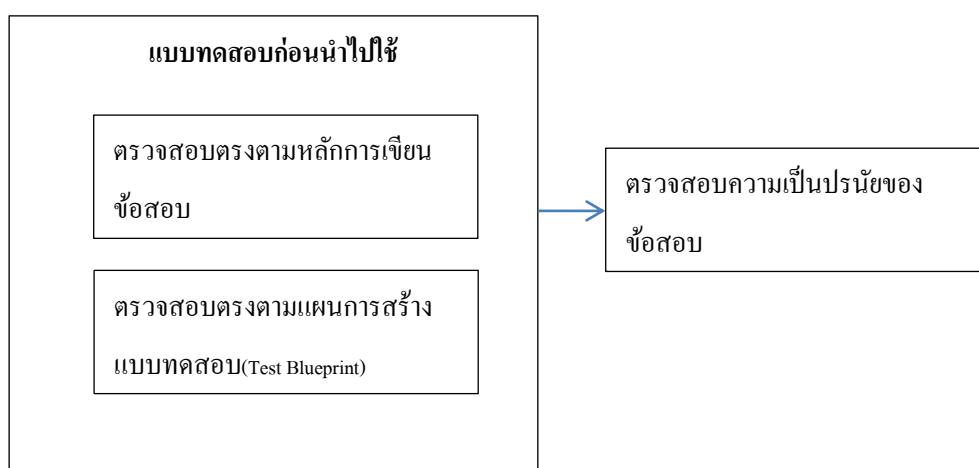 แบบทดสอบก่อนนำไปใช้
ตรวจสอบตรงตามหลักการเขียน
ข้อสอบ
ตรวจสอบตรงตามแผนการสร้าง
แบบทดสอบ(Test Blueprint)
ตรวจสอบความเป็นปรนัยของ
ข้อสอบ